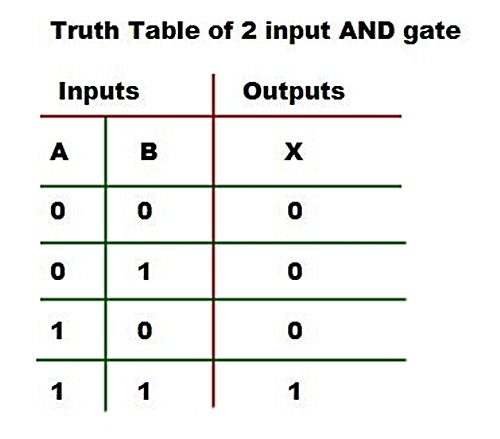 Truth Table of 2 input AND gate
Inputs Outputs
A B X
0 0 0
0 1 0
1 0 0
1 1 1